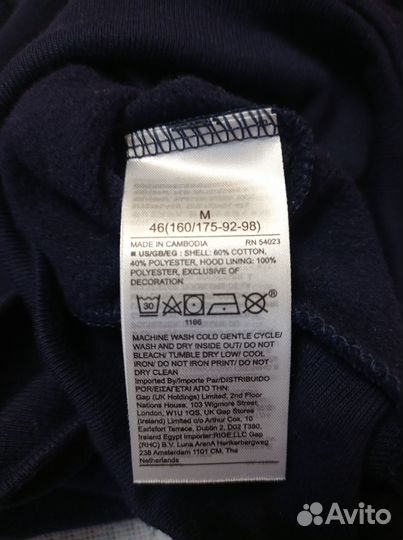 M
46(160/175-92-98)
MADE IN CAMBODIA RN 54023
■ US/GB/EG : SHELL: 60% COTTON,
40% POLYESTER, HOOD LINING: 100%
POLYESTER, EXCLUSIVE OF
DECORATION
30
1166
MACHINE WASH COLD GENTLE CYCLE/
WASH AND DRY INSIDE OUT/ DO NOT
BLEACH/ TUMBLE DRY LOW/ COOL
IRON/ DO NOT IRON PRINT/ DO NOT
DRY CLEAN
Imported By/Importe Par/DISTRIBUIDO
POR/ΕΙΣΑΓΕΤΑΙ ΑΠΟ:
Gap (UK Holdings) Limited, 2nd Floor
Nations House, 103 Wigmore Street,
London, W1U 1QS, UK Gap Stores
(Ireland) Limited c/o Arthur Cox, 10
Earlsfort Terrace, Dublin 2, D02 T380,
Ireland Egypt Importer:RIGE,LLC Gap
(RHC) B.V. Luna ArenA Herikerbergweg
238 Amsterdam 1101 CM, The
Netherlands
Avito